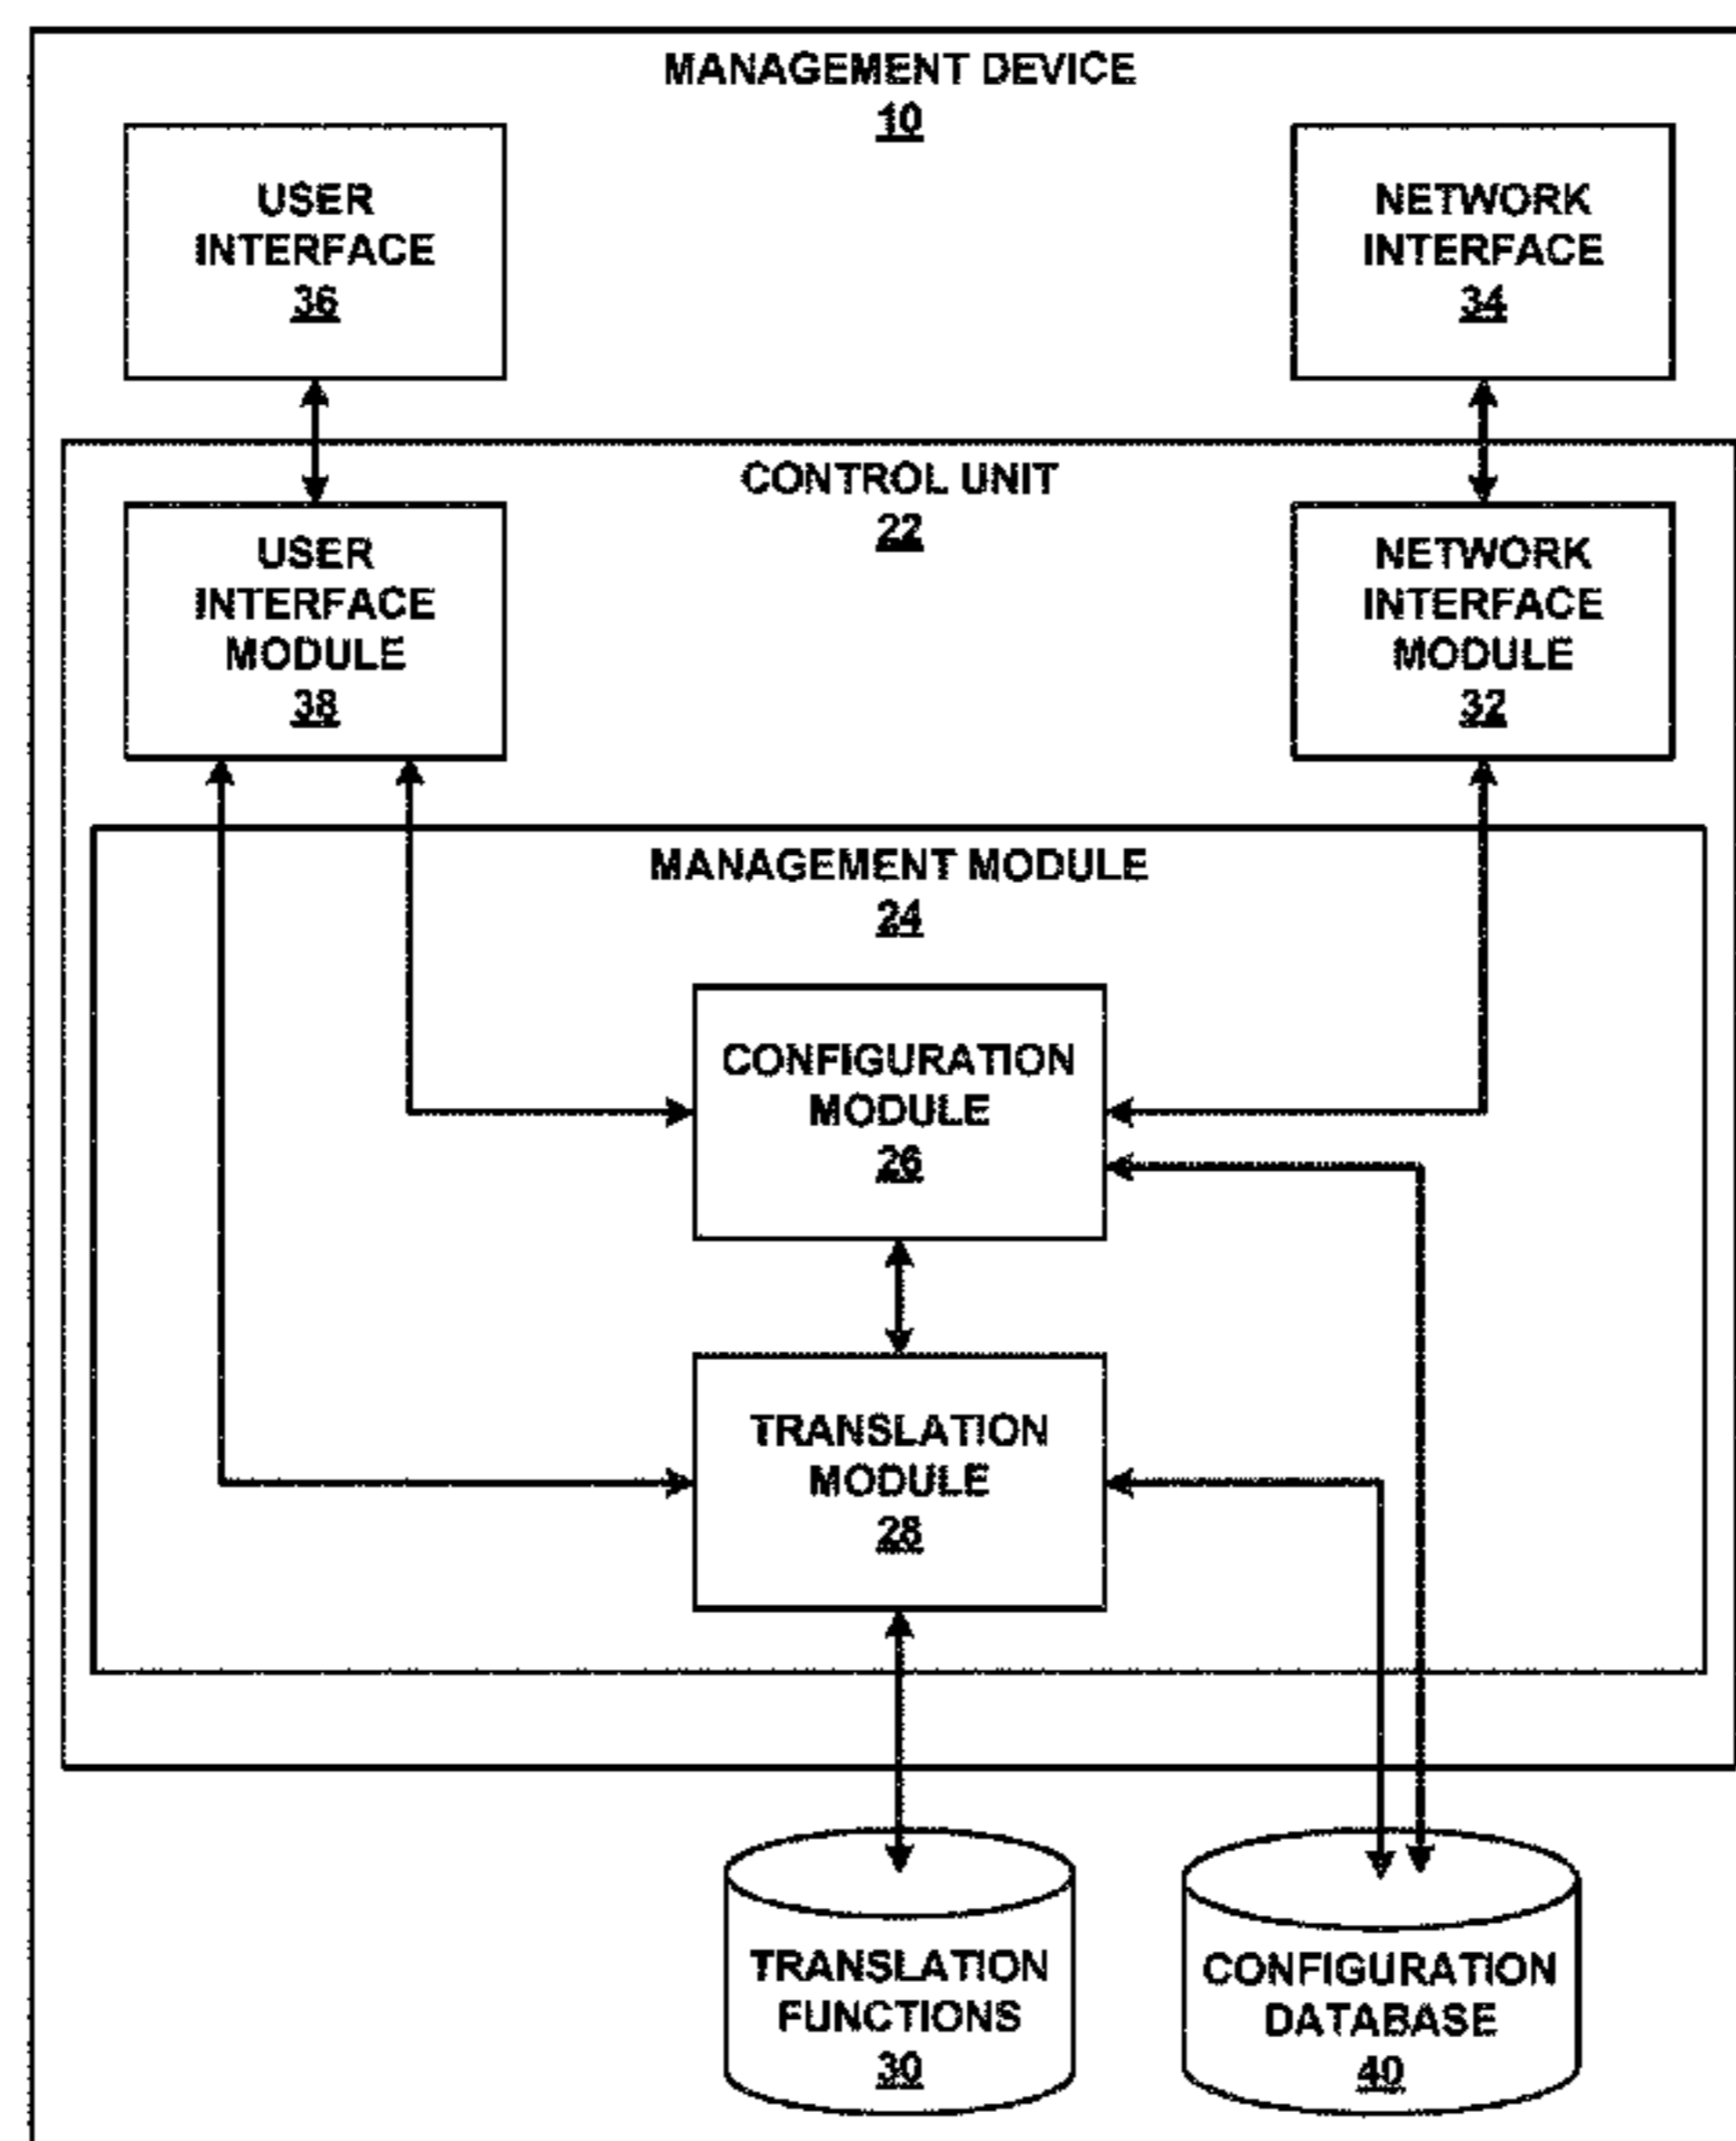 MANAGEMENT DEVICE
10
USER
INTERFACE
36
NETWORK
INTERFACE
34
CONTROL UNIT
22
USER
INTERFACE
MODULE
38
NETWORK
INTERFACE
MODULE
32
MANAGEMENT MODULE
24
CONFIGURATION
MODULE
26
TRANSLATION
MODULE
28
TRANSLATION
FUNCTIONS
30
CONFIGURATION
DATABASE
40